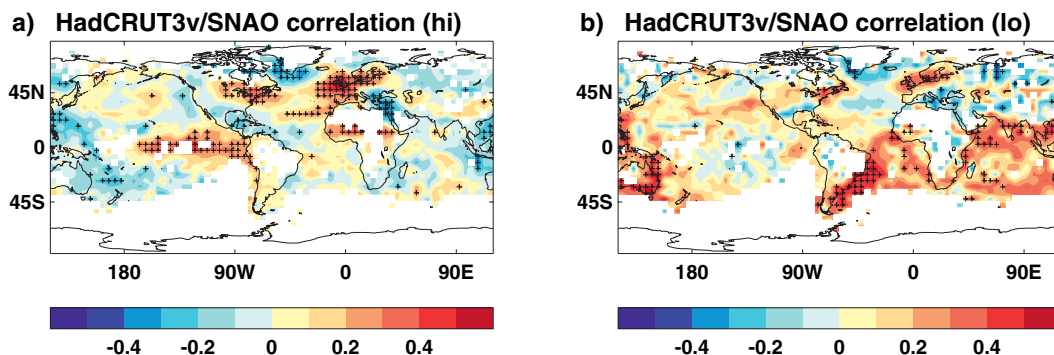 a) HadCRUT3v/SNAO correlation (hi)
45N
0
45S
180 90W 0 90E
-0.4 -0.2 0 0.2 0.4
b) HadCRUT3v/SNAO correlation (lo)
45N
0
45S
180 90W 0 90E
-0.4 -0.2 0 0.2 0.4